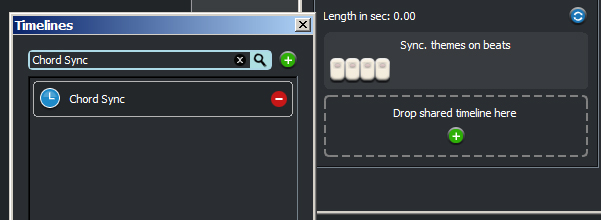 Timelines
Chord Sync
Chord Sync
Length in sec: 0.00
Sync. themes on beats
Drop shared timeline here